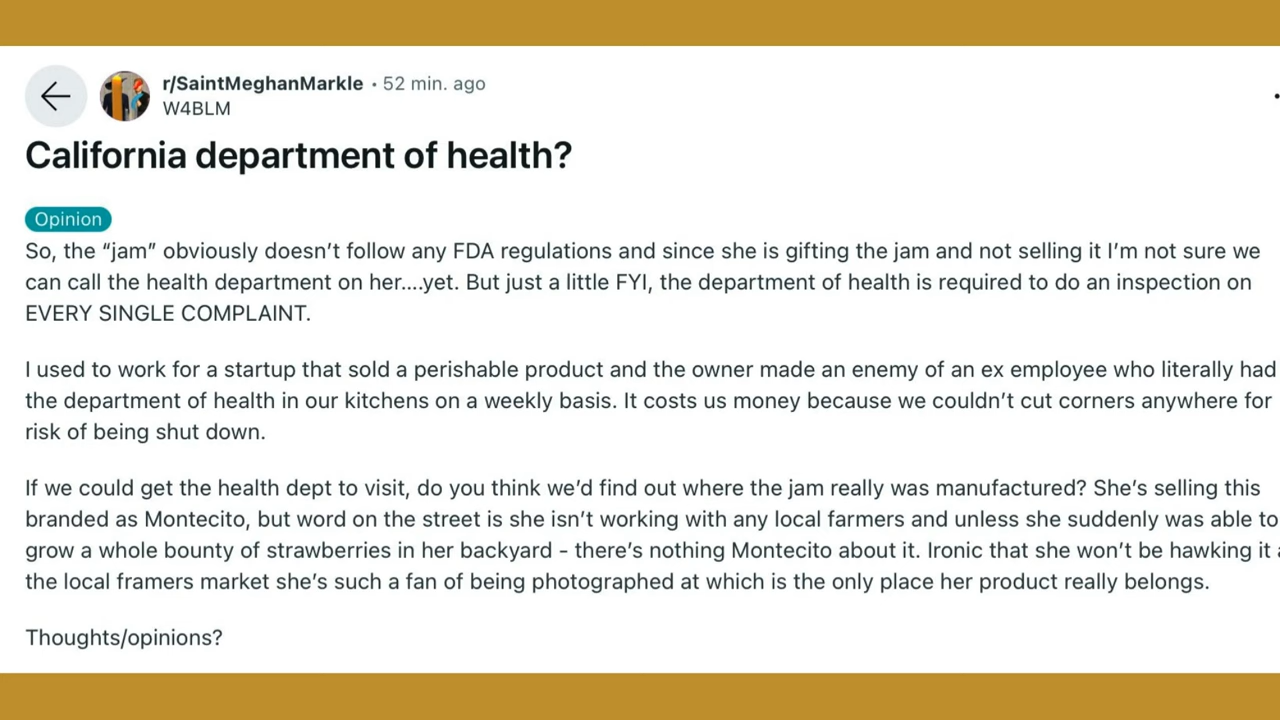 r/SaintMeghanMarkle • 52 min. ago
W4BLM
California department of health?
Opinion
So, the “jam” obviously doesn’t follow any FDA regulations and since she is gifting the jam and not selling it I’m not sure we
can call the health department on her....yet. But just a little FYI, the department of health is required to do an inspection on
EVERY SINGLE COMPLAINT.
I used to work for a startup that sold a perishable product and the owner made an enemy of an ex employee who literally had
the department of health in our kitchens on a weekly basis. It costs us money because we couldn’t cut corners anywhere for
risk of being shut down.
If we could get the health dept to visit, do you think we’d find out where the jam really was manufactured? She’s selling this
branded as Montecito, but word on the street is she isn’t working with any local farmers and unless she suddenly was able to
grow a whole bounty of strawberries in her backyard - there’s nothing Montecito about it. Ironic that she won’t be hawking it
the local framers market she’s such a fan of being photographed at which is the only place her product really belongs.
Thoughts/opinions?